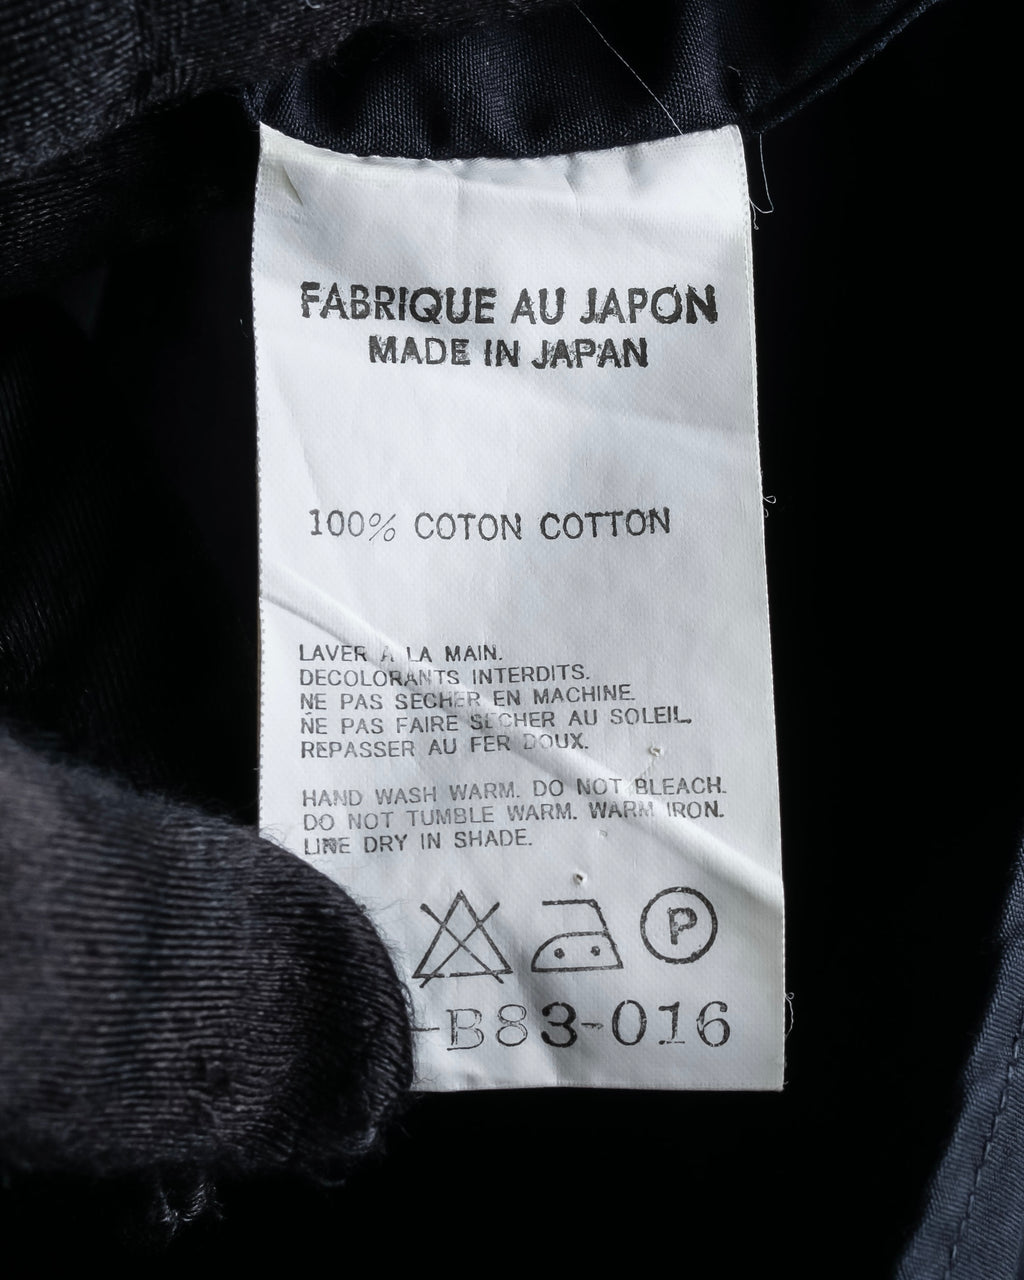 FABRIQUE AU JAPON
MADE IN JAPAN
100% COTON COTTON
LAVER A LA MAIN.
DECOLORANTS INTERDITS.
NE PAS SECHER EN MACHINE.
NE PAS FAIRE SECHER AU SOLEIL.
REPASSER AU FER DOUX.
HAND WASH WARM. DO NOT BLEACH.
DO NOT TUMBLE WARM. WARM IRON.
LINE DRY IN SHADE.
P
-B83-016